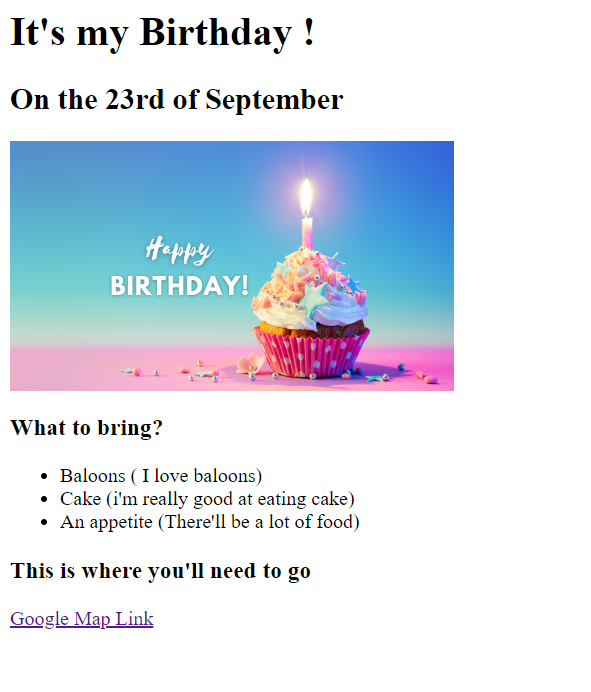 It's my Birthday !
On the 23rd of September
Happy
BIRTHDAY!
What to bring?
Baloons ( I love baloons)
Cake (i'm really good at eating cake)
An appetite (There'll be a lot of food)
This is where you'll need to go
Google Map Link